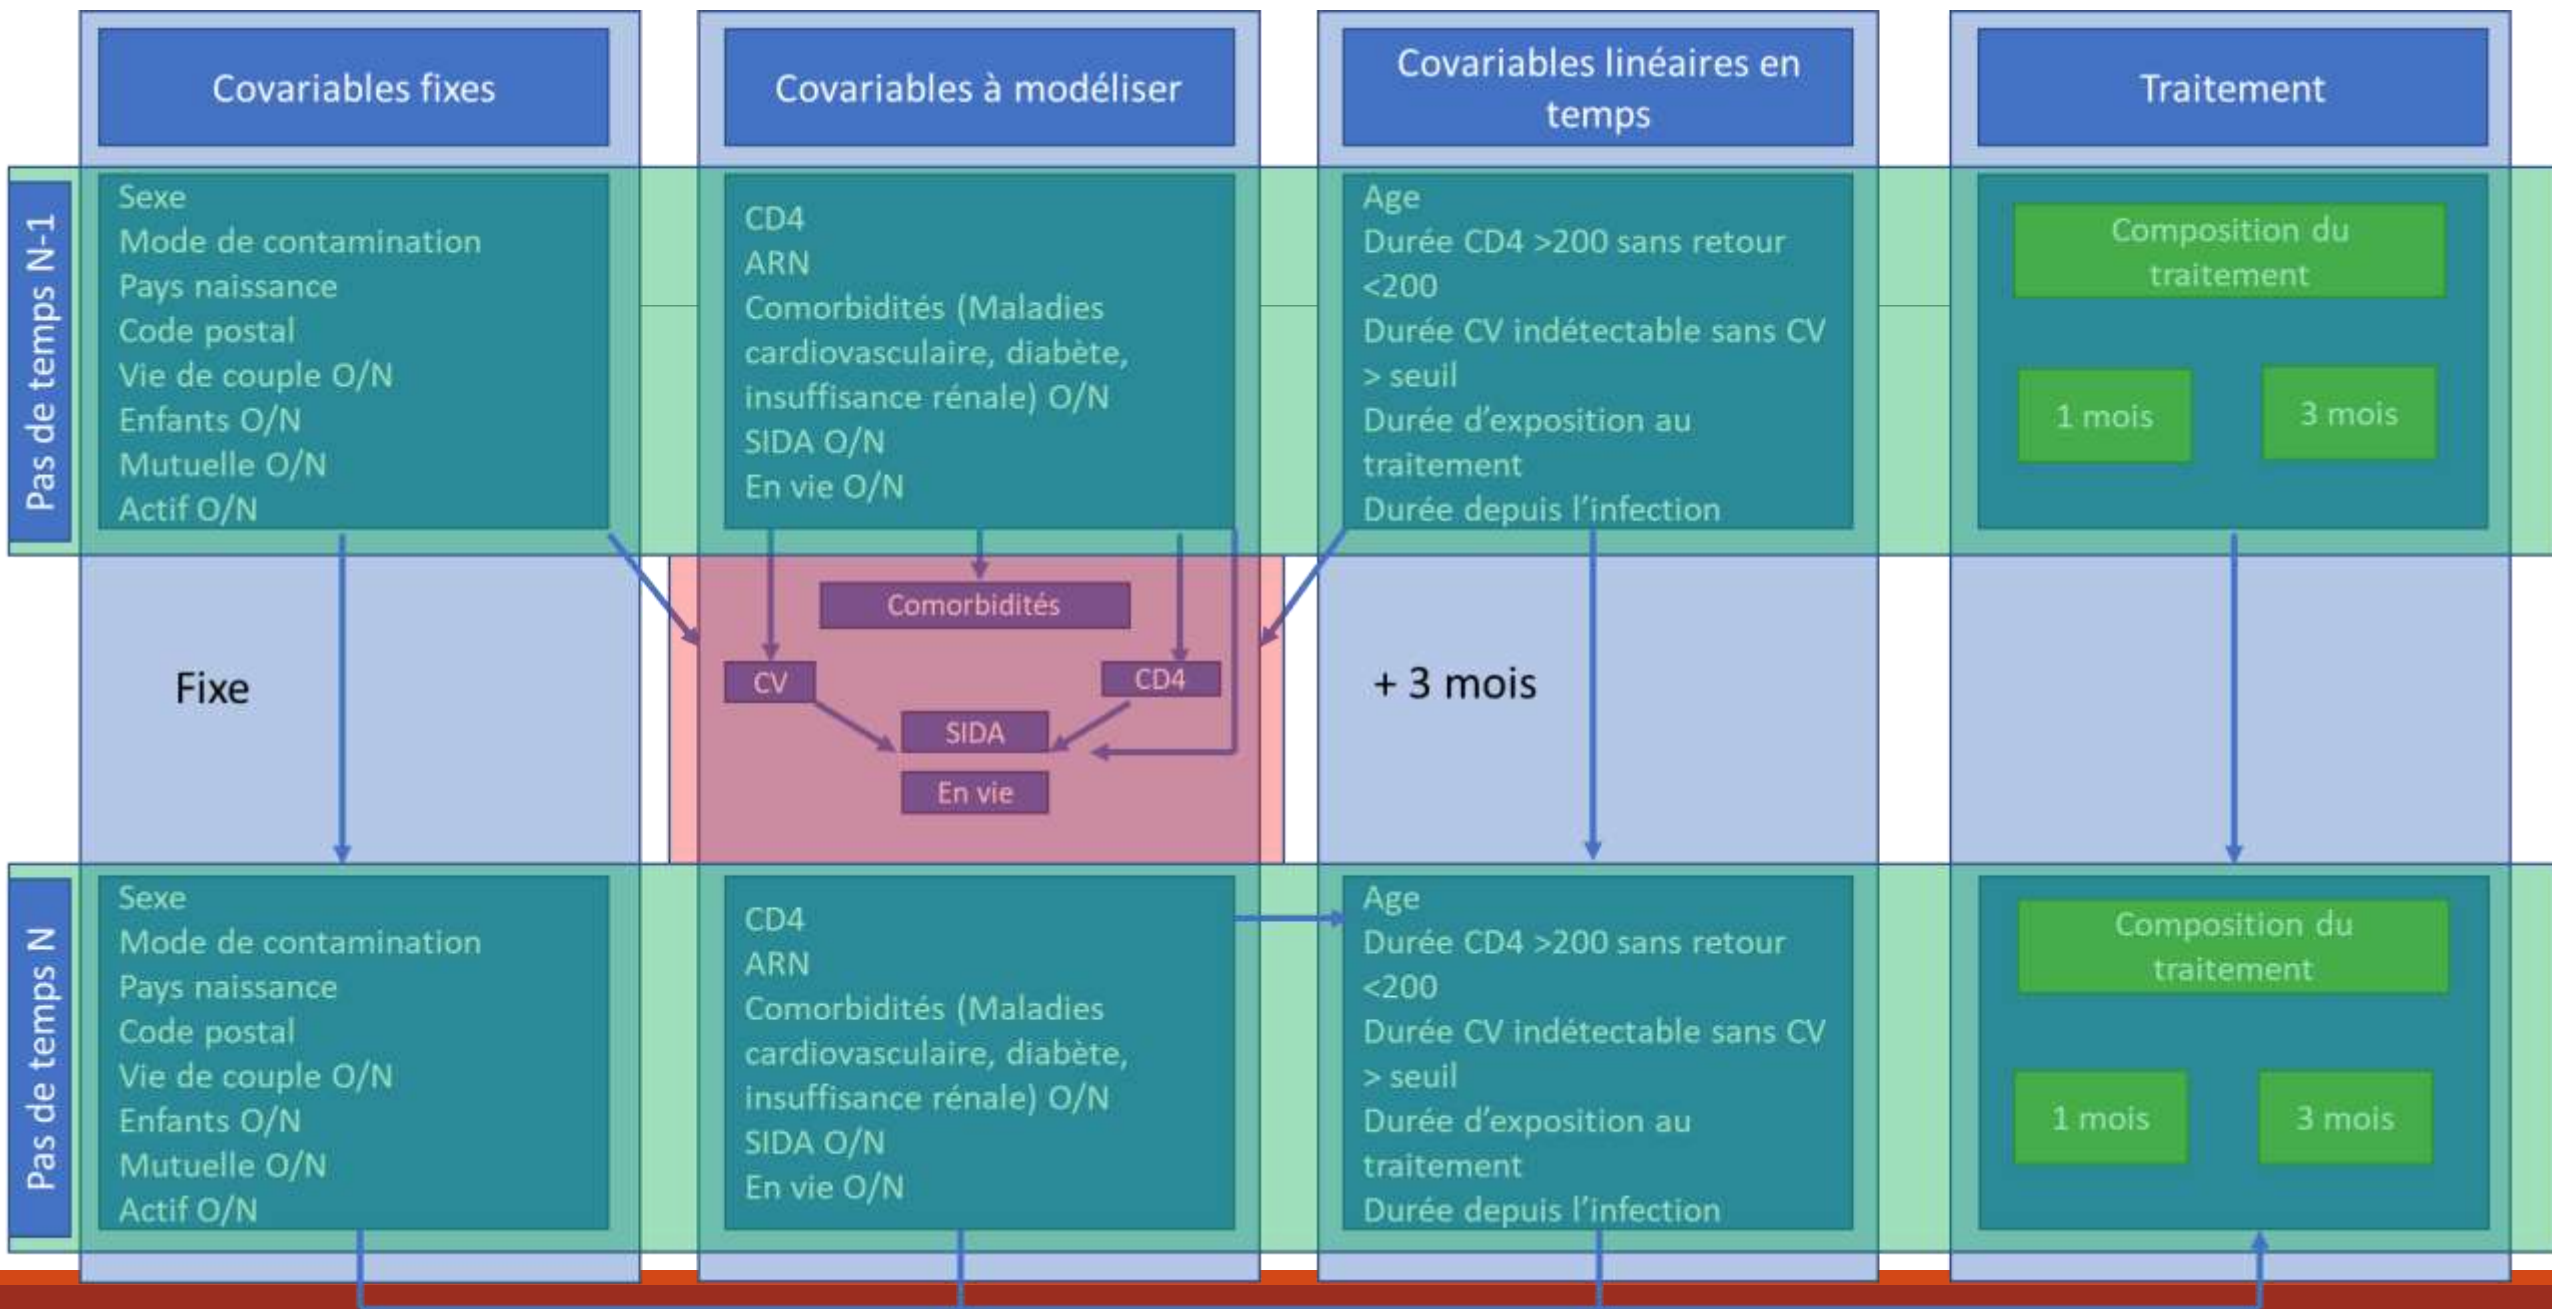 Covariables fixes
Covariables à modéliser
Covariables linéaires en
temps
Traitement
Pas de temps N-1
Sexe
Mode de contamination
Pays naissance
Code postal
Vie de couple O/N
Enfants O/N
Mutuelle O/N
Actif O/N
CD4
ARN
Comorbidités (Maladies
cardiovasculaire, diabète,
insuffisance rénale) O/N
SIDA O/N
En vie O/N
Age
Durée CD4 >200 sans retour
<200
Durée CV indétectable sans CV
> seuil
Durée d'exposition au
traitement
Durée depuis l'infection
Composition du
traitement
1 mois
3 mois
Fixe
Comorbidités
CV
CD4
SIDA
En vie
+ 3 mois
Pas de temps N
Sexe
Mode de contamination
Pays naissance
Code postal
Vie de couple O/N
Enfants O/N
Mutuelle O/N
Actif O/N
CD4
ARN
Comorbidités (Maladies
cardiovasculaire, diabète,
insuffisance rénale) O/N
SIDA O/N
En vie O/N
Age
Durée CD4 >200 sans retour
<200
Durée CV indétectable sans CV
> seuil
Durée d'exposition au
traitement
Durée depuis l'infection
Composition du
traitement
1 mois
3 mois